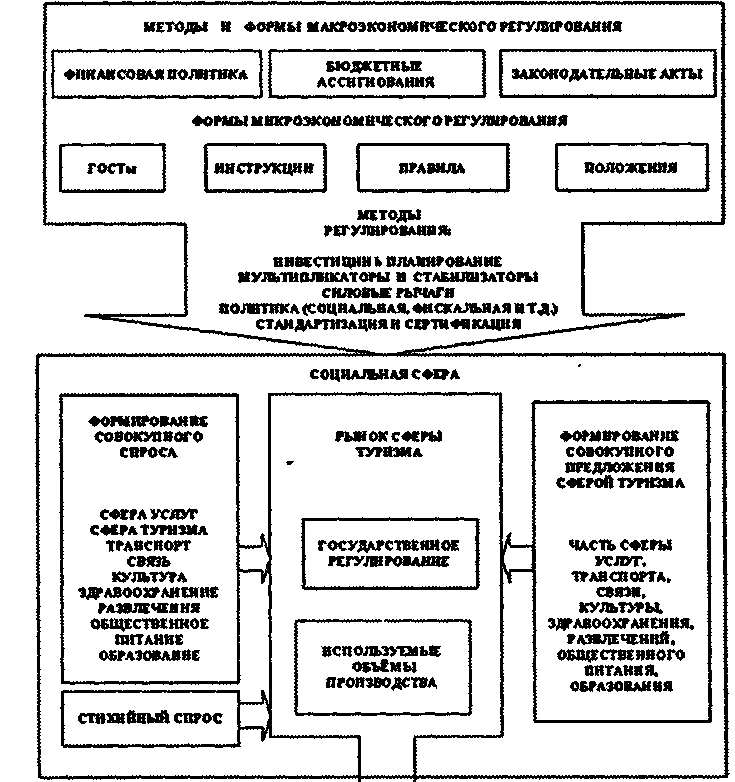 МЕТОДЫ И ФОРМЫ МАКРОЭКОНОМИЧЕСКОГО РЕГУЛИРОВАНИЯ
ФИНАНСОВАЯ ПОЛИТИКА
БЮДЖЕТНЫЕ
АССИГНОВАНИЯ
ЗАКОНОДАТЕЛЬНЫЕ АКТЫ
ФОРМЫ МИКРОЭКОНОМИЧЕСКОГО РЕГУЛИРОВАНИЯ
ГОСТы
ИНСТРУКЦИИ
ПРАВИЛА
ПОЛОЖЕНИЯ
МЕТОДЫ
РЕГУЛИРОВАНИЯ:
ИНВЕСТИЦИИ И ПЛАНИРОВАНИЕ
МУЛЬТИПЛИКАТОРЫ И СТАБИЛИЗАТОРЫ
СИЛОВЫЕ РЫЧАГИ
ПОЛИТИКА (СОЦИАЛЬНАЯ, ФИСКАЛЬНАЯ И Т.Д.)
СТАНДАРТИЗАЦИЯ И СЕРТИФИКАЦИЯ
СОЦИАЛЬНАЯ СФЕРА
ФОРМИРОВАНИЕ
СОВОКУПНОГО
СПРОСА
СФЕРА УСЛУГ
СФЕРА ТУРИЗМА
ТРАНСПОРТ
СВЯЗЬ
КУЛЬТУРА
ЗДРАВООХРАНЕНИЕ
РАЗВЛЕЧЕНИЯ
ОБЩЕСТВЕННОЕ
ПИТАНИЕ
ОБРАЗОВАНИЕ
СТИХИЙНЫЙ СПРОС
РЫНОК СФЕРЫ
ТУРИЗМА
ГОСУДАРСТВЕННОЕ
РЕГУЛИРОВАНИЕ
ИСПОЛЬЗУЕМЫЕ
ОБЪЁМЫ
ПРОИЗВОДСТВА
ФОРМИРОВАНИЕ
СОВОКУПНОГО
ПРЕДЛОЖЕНИЯ
СФЕРОЙ ТУРИЗМА
ЧАСТЬ СФЕРЫ
УСЛУГ,
ТРАНСПОРТА,
СВЯЗИ,
КУЛЬТУРЫ,
ЗДРАВООХРАНЕНИЯ,
РАЗВЛЕЧЕНИЙ,
ОБЩЕСТВЕННОГО
ПИТАНИЯ,
ОБРАЗОВАНИЯ